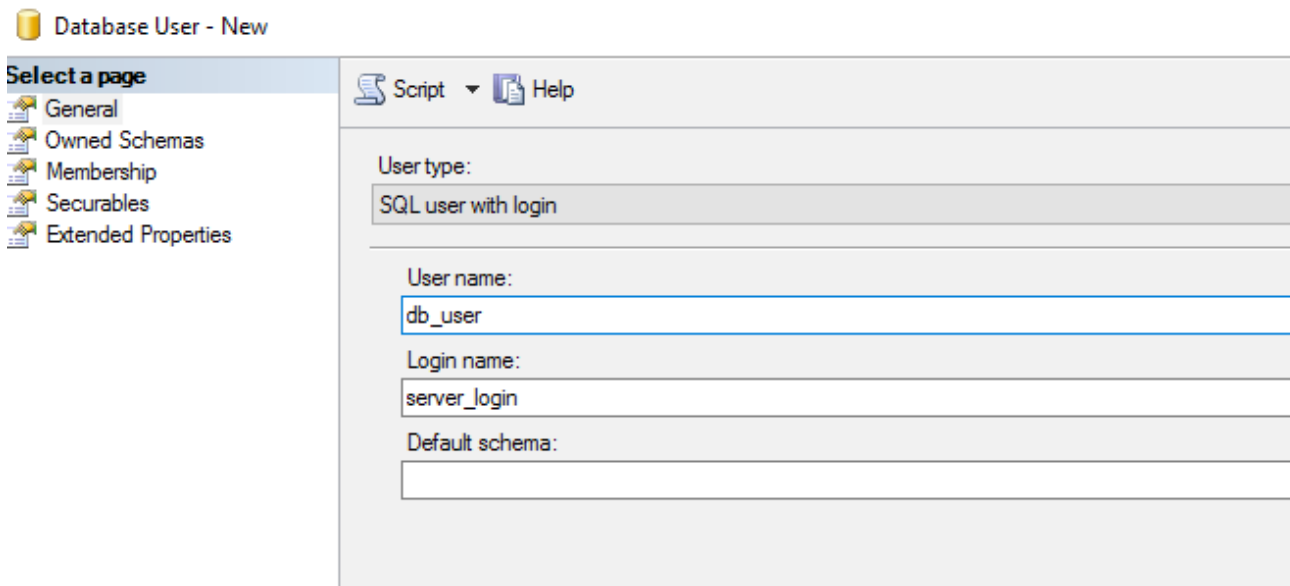 Database User - New
Select a page
General
Owned Schemas
Membership
Securables
Extended Properties
Script Help
User type:
SQL user with login
User name:
db_user
Login name:
server_login
Default schema: